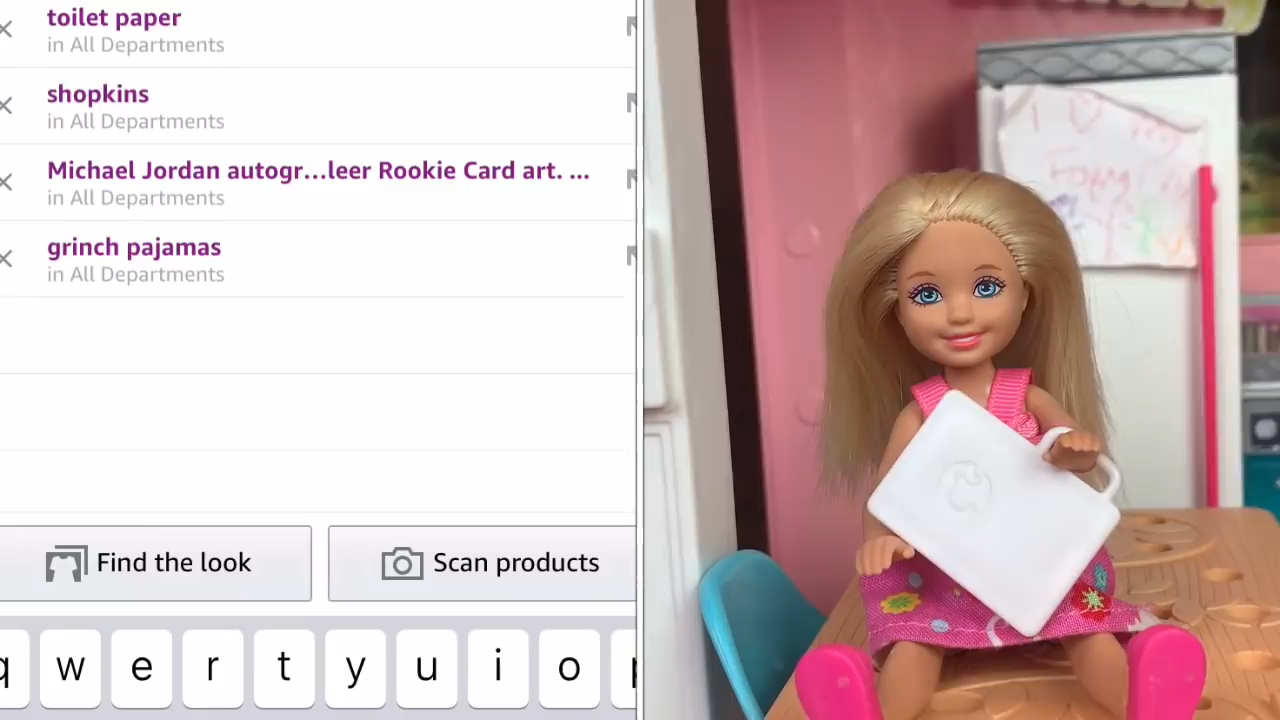 toilet paper
in All Departments
shopkins
in All Departments
Michael Jordan autogr...leer Rookie Card art. ...
in All Departments
grinch pajamas
in All Departments
Find the look
Scan products
q w e r t y u i o p
I ♡ my